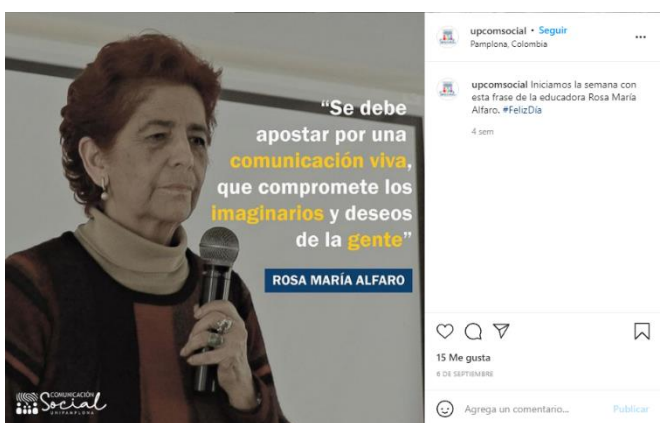 “Se debe
apostar por una
comunicación viva,
que compromete los
imaginarios y deseos
de la gente”
ROSA MARÍA ALFARO
COMUNICACIÓN
Social
UNIPAMPLONA
upcomsocial • Seguir
Pamplona, Colombia
upcomsocial Iniciamos la semana con
esta frase de la educadora Rosa María
Alfaro. #FelizDía
4 sem
15 Me gusta
6 DE SEPTIEMBRE
Agrega un comentario...
Publicar